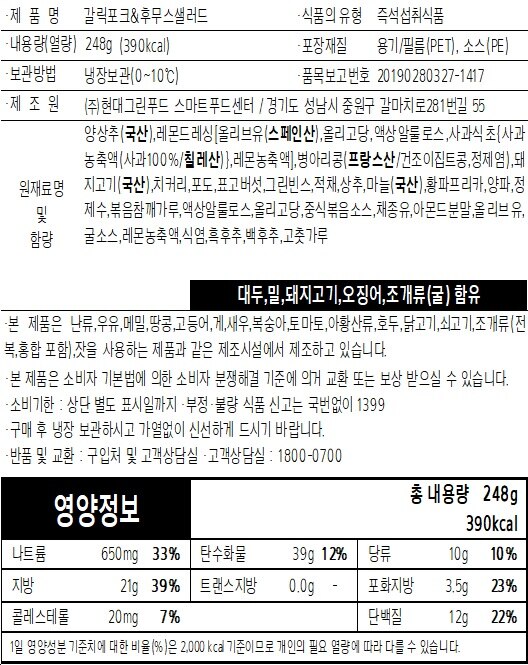 ·제 품 명 갈릭포크&후무스샐러드 ·식품의 유형 즉석섭취식품
·내용량(열량) 248g (390kcal) ·포장재질 용기/필름(PET), 소스(PE)
·보관방법 냉장보관(0~10℃) ·품목보고번호 20190280327-1417
·제 조 원 (주)현대그린푸드 스마트푸드센터 / 경기도 성남시 중원구 갈마치로281번길 55
원재료명
및
함량
양상추(국산),레몬드레싱[올리브유(스페인산),올리고당,액상알룰로스,사과식초{사과
농축액(사과100%/칠레산)},레몬농축액],병아리콩(프랑스산/건조이집트콩,정제염),돼
지고기(국산),치커리,포도,표고버섯,그린빈스,적채,상추,마늘(국산),황파프리카,양파,정
제수,볶음참깨가루,액상알룰로스,올리고당,중식볶음소스,채종유,아몬드분말,올리브유,
굴소스,레몬농축액,식염,흑후추,백후추,고춧가루
대두,밀,돼지고기,오징어,조개류(굴) 함유
·본 제품은 난류,우유,메밀,땅콩,고등어,게,새우,복숭아,토마토,아황산류,호두,닭고기,쇠고기,조개류(전
복,홍합 포함),잣을 사용하는 제품과 같은 제조시설에서 제조하고 있습니다.
·본 제품은 소비자 기본법에 의한 소비자 분쟁해결 기준에 의거 교환 또는 보상 받으실 수 있습니다.
·소비기한 : 상단 별도 표시일까지 ·부정·불량 식품 신고는 국번없이 1399
·구매 후 냉장 보관하시고 가열없이 신선하게 드시기 바랍니다.
·반품 및 교환 : 구입처 및 고객상담실 ·고객상담실 : 1800-0700
영양정보
총 내용량 248g
390kcal
나트륨 650mg 33% 탄수화물 39g 12% 당류 10g 10%
지방 21g 39% 트랜스지방 0.0g - 포화지방 3.5g 23%
콜레스테롤 20mg 7% 단백질 12g 22%
1일 영양성분 기준치에 대한 비율(%)은 2,000 kcal 기준이므로 개인의 필요 열량에 따라 다를 수 있습니다.